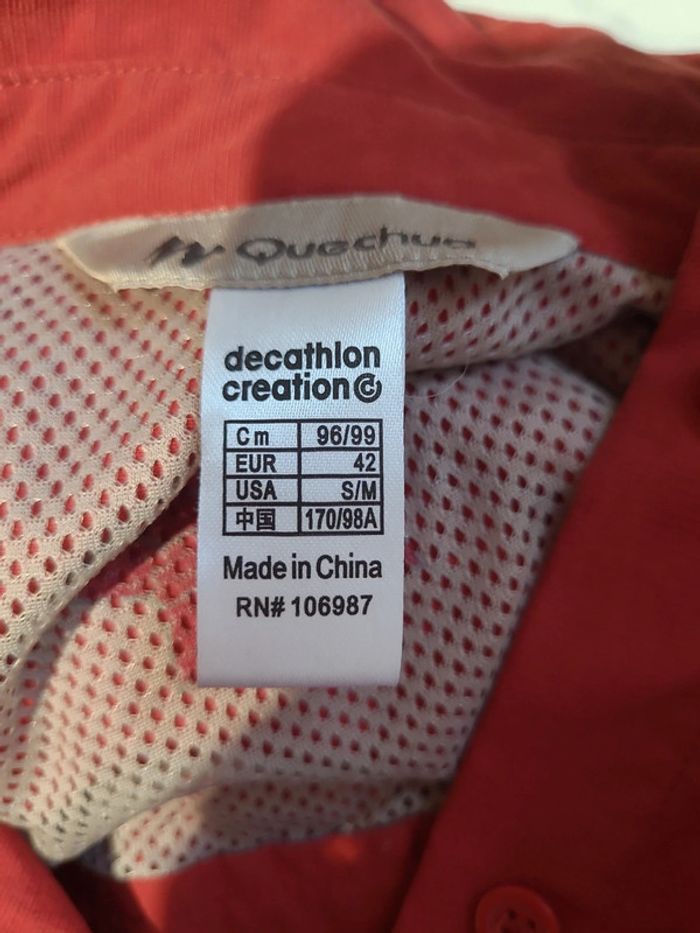 Quechua
decathlon
creation
Cm 96/99
EUR 42
USA S/M
中国 170/98A
Made in China
RN# 106987